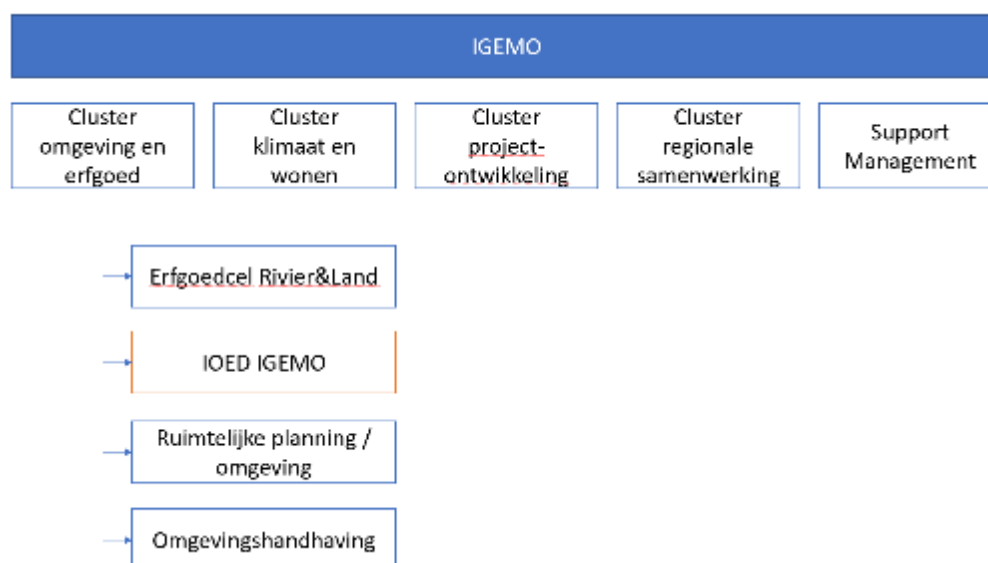 IGEMO
Cluster
omgeving en
erfgoed
Cluster
klimaat en
wonen
Cluster
project-
ontwikkeling
Cluster
regionale
samenwerking
Support
Management
Erfgoedcel Rivier&Land
IOED IGEMO
Ruimtelijke planning /
omgeving
Omgevingshandhaving